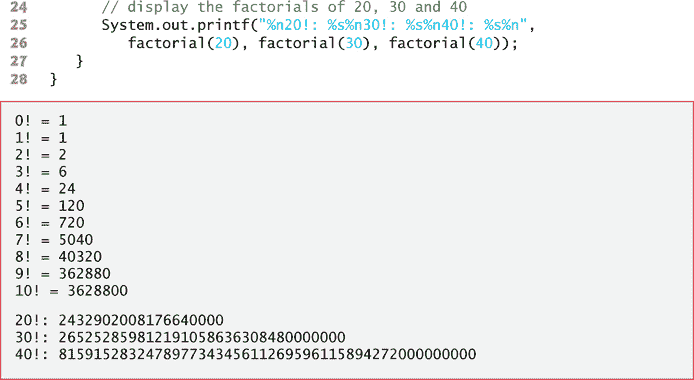 24 // display the factorials of 20, 30 and 40
25 System.out.printf("%n20!: %s%n30!: %s%n40!: %s%n",
26 factorial(20), factorial(30), factorial(40));
27 }
28 }
0! = 1
1! = 1
2! = 2
3! = 6
4! = 24
5! = 120
6! = 720
7! = 5040
8! = 40320
9! = 362880
10! = 3628800
20!: 2432902008176640000
30!: 265252859812191058636308480000000
40!: 815915283247897734345611269596115894272000000000